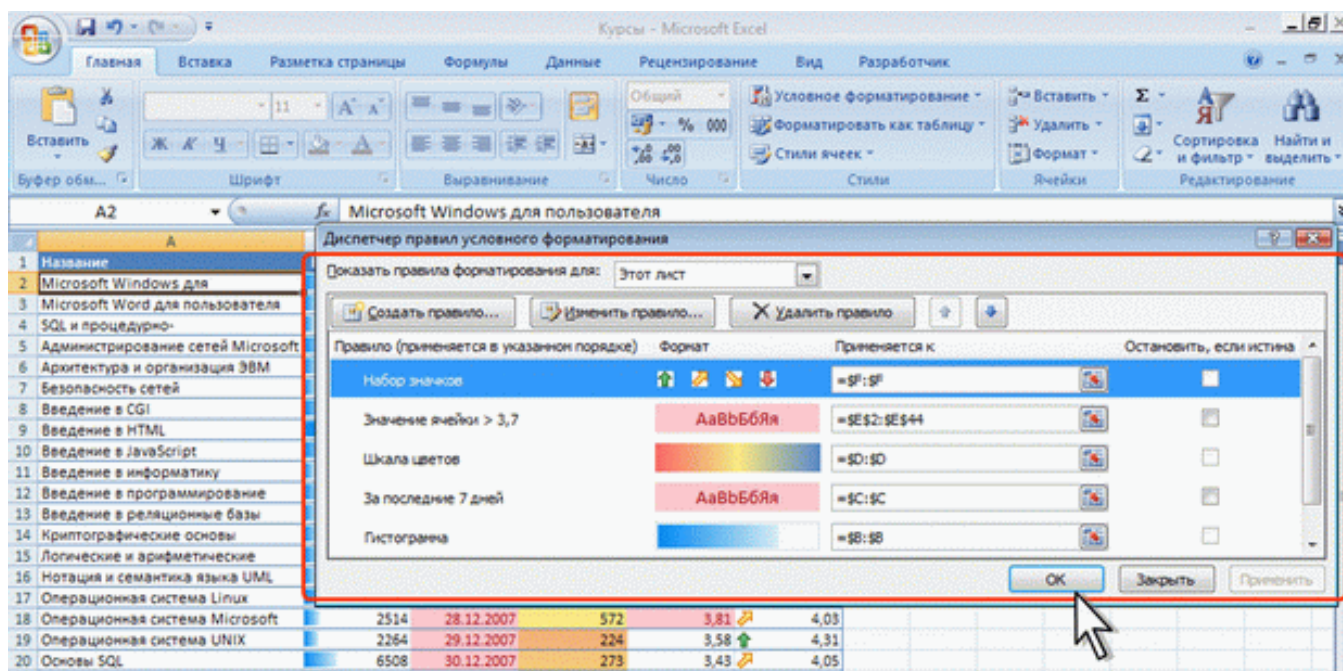 Курсы - Microsoft Excel
Главная Вставка Разметка страницы Формулы Данные Рецензирование Вид Разработчик
Вставить
Буфер обм...
11
Ж К Ч
Шрифт
Выравнивание
Общий
% 000
Число
Условное форматирование
Форматировать как таблицу
Стили ячеек
Стили
Вставить
Удалить
Формат
Ячейки
Σ
Сортировка и фильтр
Найти и выделить
Редактирование
A2 fx Microsoft Windows для пользователя
A
1 Название
2 Microsoft Windows для
3 Microsoft Word для пользователя
4 SQL и процедурно-
5 Администрирование сетей Microsoft
6 Архитектура и организация ЭВМ
7 Безопасность сетей
8 Введение в CGI
9 Введение в HTML
10 Введение в JavaScript
11 Введение в информатику
12 Введение в программирование
13 Введение в реляционные базы
14 Криптографические основы
15 Логические и арифметические
16 Нотация и семантика языка UML
17 Операционная система Linux
18 Операционная система Microsoft 2514 28.12.2007 572 3,81 4,03
19 Операционная система UNIX 2264 29.12.2007 224 3,58 4,31
20 Основы SQL 6508 30.12.2007 273 3,43 4,05
Диспетчер правил условного форматирования
Показать правила форматирования для: Этот лист
Создать правило... Изменить правило... Удалить правило
Правило (применяется в указанном порядке) Формат Применяется к Остановить, если истина
Набор значков =$F:$F
Значение ячейки > 3,7 АаВbБбЯя =$E$2:$E$44
Шкала цветов =$D:$D
За последние 7 дней АаВbБбЯя =$C:$C
Гистограмма =$B:$B
ОК Закрыть Применить